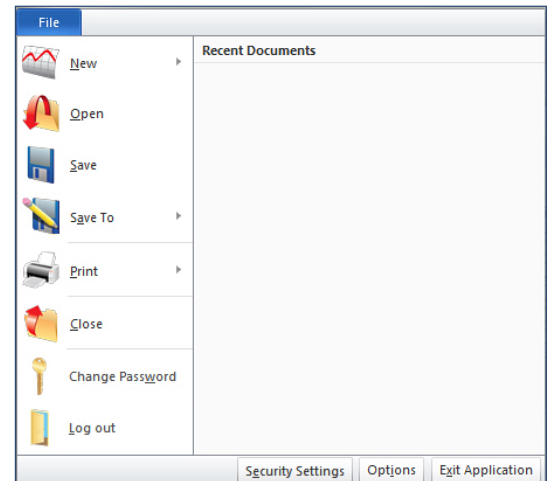 File
Recent Documents
New
Open
Save
Save To
Print
Close
Change Password
Log out
Security Settings
Options
Exit Application